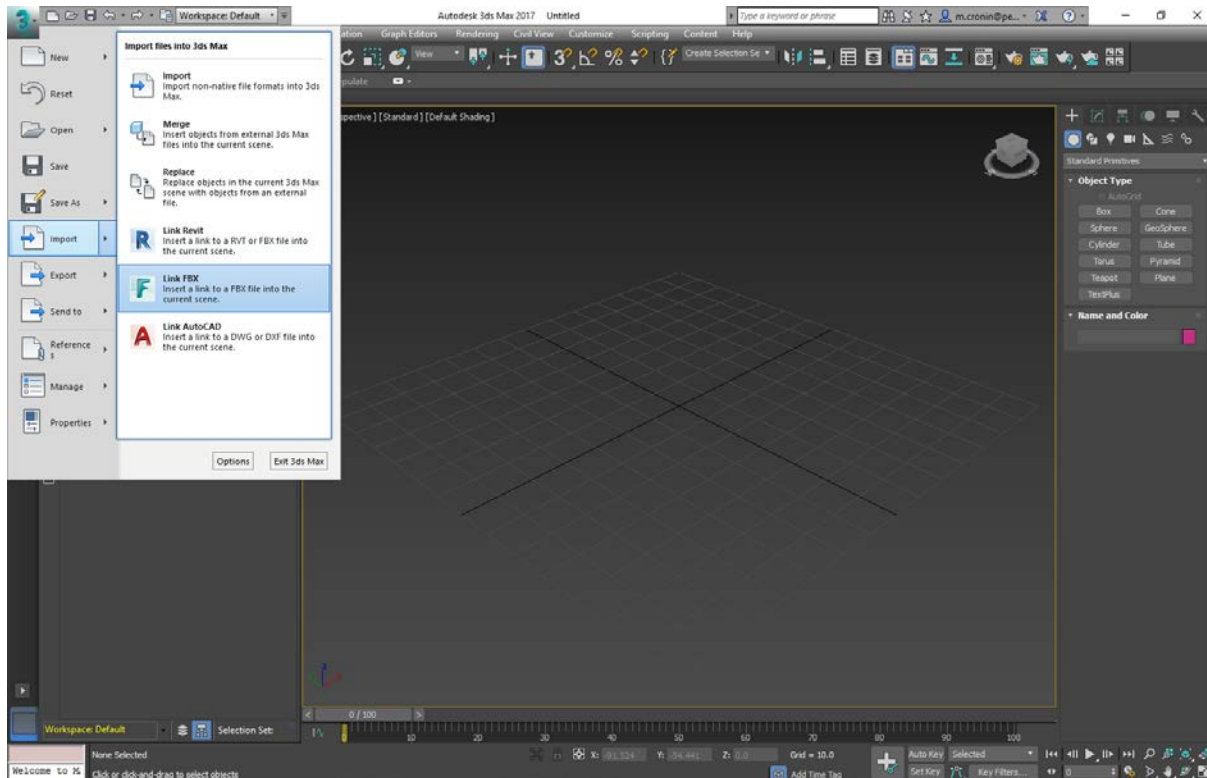 Workspace: Default
Autodesk 3ds Max 2017 Untitled
Type a keyword or phrase
m.cronin@pe...
Graph Editors Rendering Civil View Customize Scripting Content Help
View
Create Selection Se
[Standard] [Default Shading]
New
Reset
Open
Save
Save As
Import
Export
Send to
Reference
s
Manage
Properties
Import files into 3ds Max
Import
Import non-native file formats into 3ds
Max.
Merge
Insert objects from external 3ds Max
files into the current scene.
Replace
Replace objects in the current 3ds Max
scene with objects from an external
file.
Link Revit
Insert a link to a RVT or FBX file into
the current scene.
Link FBX
Insert a link to a FBX file into the
current scene.
Link AutoCAD
Insert a link to a DWG or DXF file into
the current scene.
Options
Exit 3ds Max
Standard Primitives
Object Type
AutoGrid
Box Cone
Sphere GeoSphere
Cylinder Tube
Torus Pyramid
Teapot Plane
TextPlus
Name and Color
Workspace: Default
Selection Set:
0 / 100
10 20 30 40 50 60 70 80 90 100
None Selected
X: -91.524 Y: -54.441 Z: 0.0
Grid = 10.0
Auto Key Selected
Welcome to M
Click or click-and-drag to select objects
Add Time Tag
Set Key Key Filters...
0